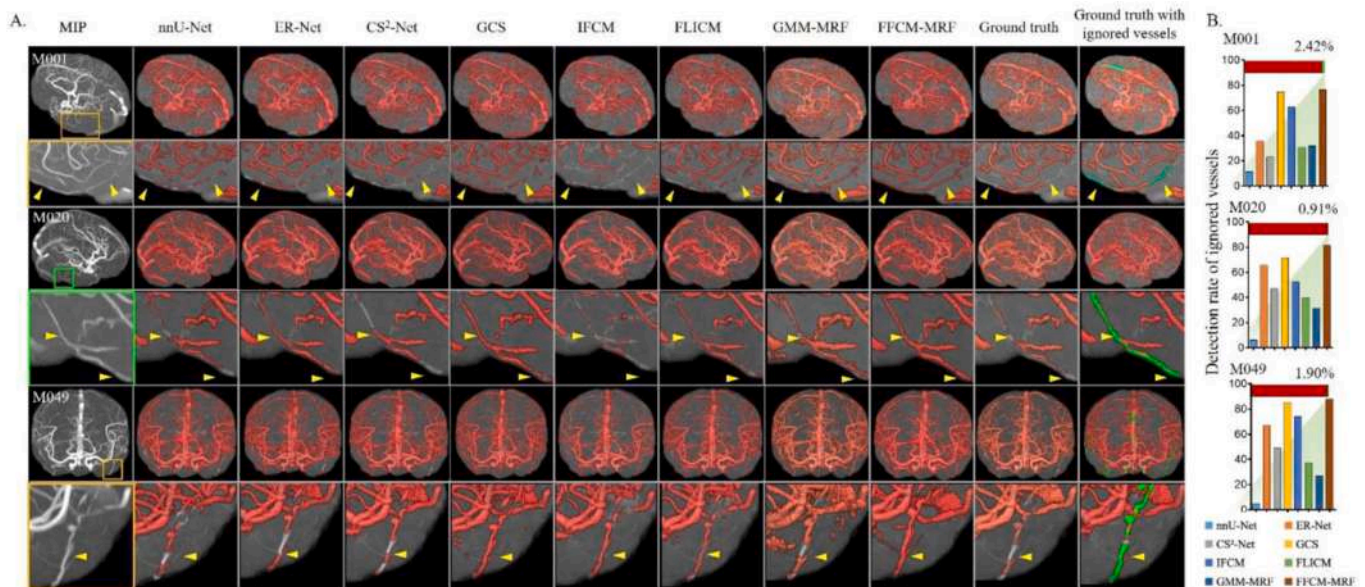 A.
MIP nnU-Net ER-Net CS²-Net GCS IFCM FLICM GMM-MRF FFCM-MRF Ground truth Ground truth with
ignored vessels
M001
M020
M049
B.
M001
2.42%
100
80
60
40
20
0
M020
0.91%
100
80
60
40
20
0
M049
1.90%
100
80
60
40
20
0
Detection rate of ignored vessels
nnU-Net ER-Net
CS²-Net GCS
IFCM FLICM
GMM-MRF FFCM-MRF